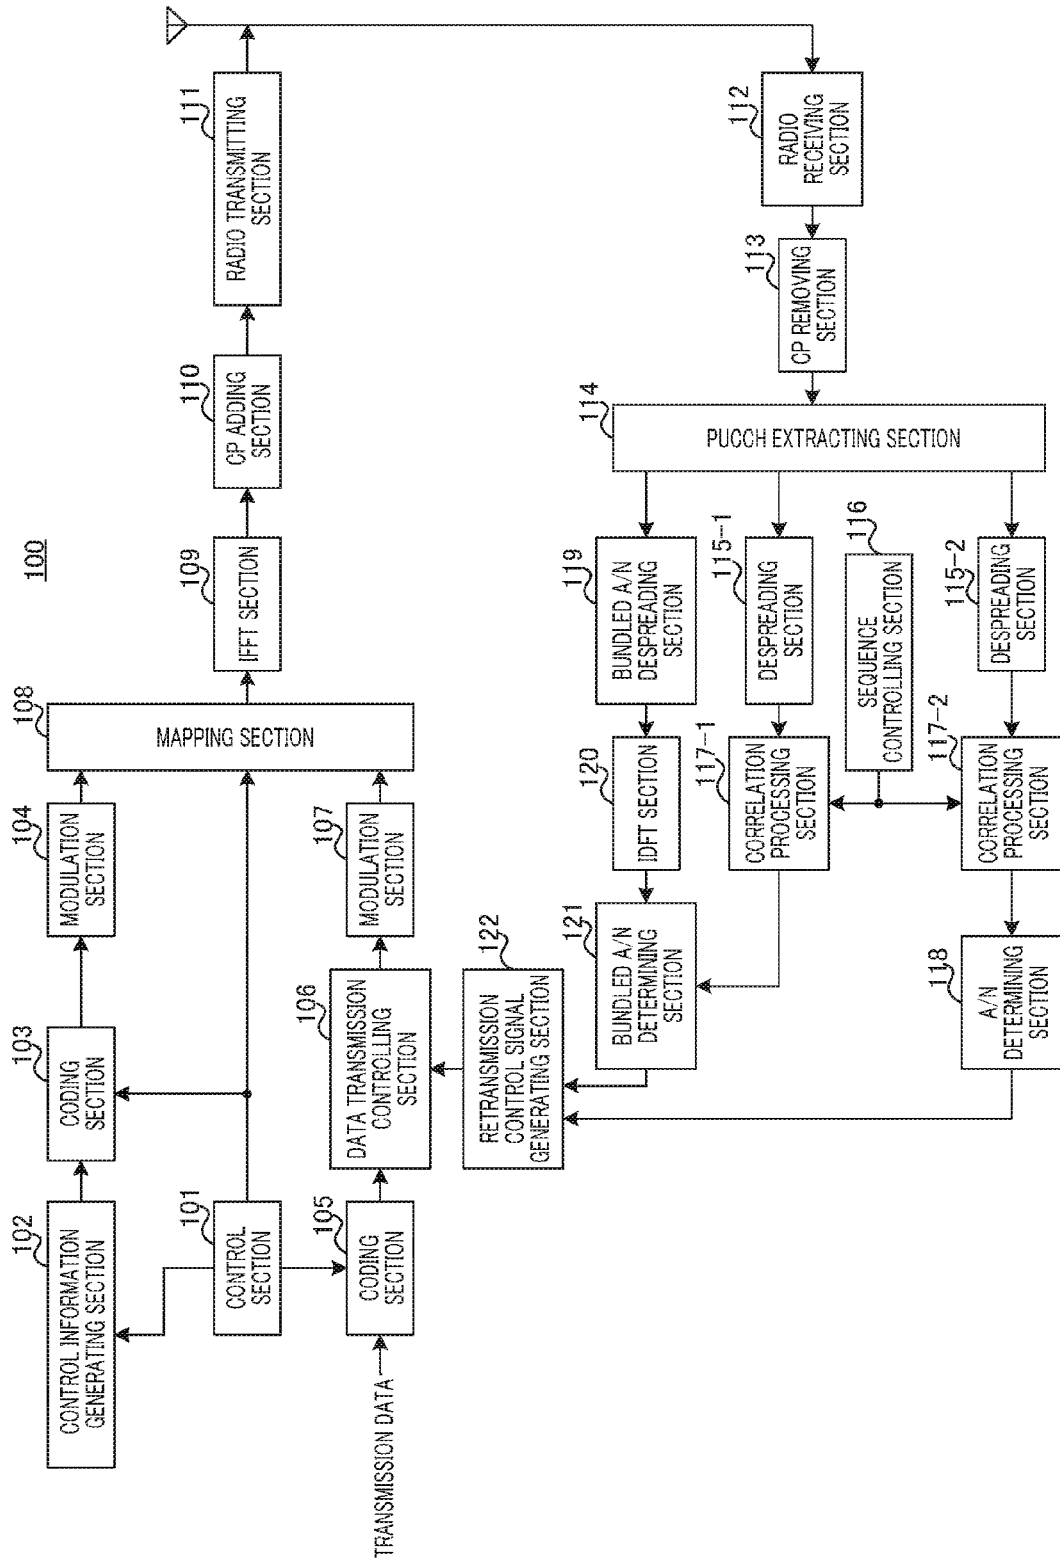 100
102
CONTROL INFORMATION
GENERATING SECTION
103
CODING
SECTION
104
MODULATION
SECTION
108
MAPPING SECTION
109
IFFT SECTION
110
CP ADDING
SECTION
111
RADIO TRANSMITTING
SECTION
101
CONTROL
SECTION
TRANSMISSION DATA
105
CODING
SECTION
106
DATA TRANSMISSION
CONTROLLING
SECTION
107
MODULATION
SECTION
122
RETRANSMISSION
CONTROL SIGNAL
GENERATING SECTION
121
BUNDLED A/N
DETERMINING
SECTION
120
IDFT SECTION
119
BUNDLED A/N
DESPREADING
SECTION
114
PUCCH EXTRACTING SECTION
113
CP REMOVING
SECTION
112
RADIO
RECEIVING
SECTION
117-1
CORRELATION
PROCESSING
SECTION
115-1
DESPREADING
SECTION
116
SEQUENCE
CONTROLLING SECTION
118
A/N
DETERMINING
SECTION
117-2
CORRELATION
PROCESSING
SECTION
115-2
DESPREADING
SECTION